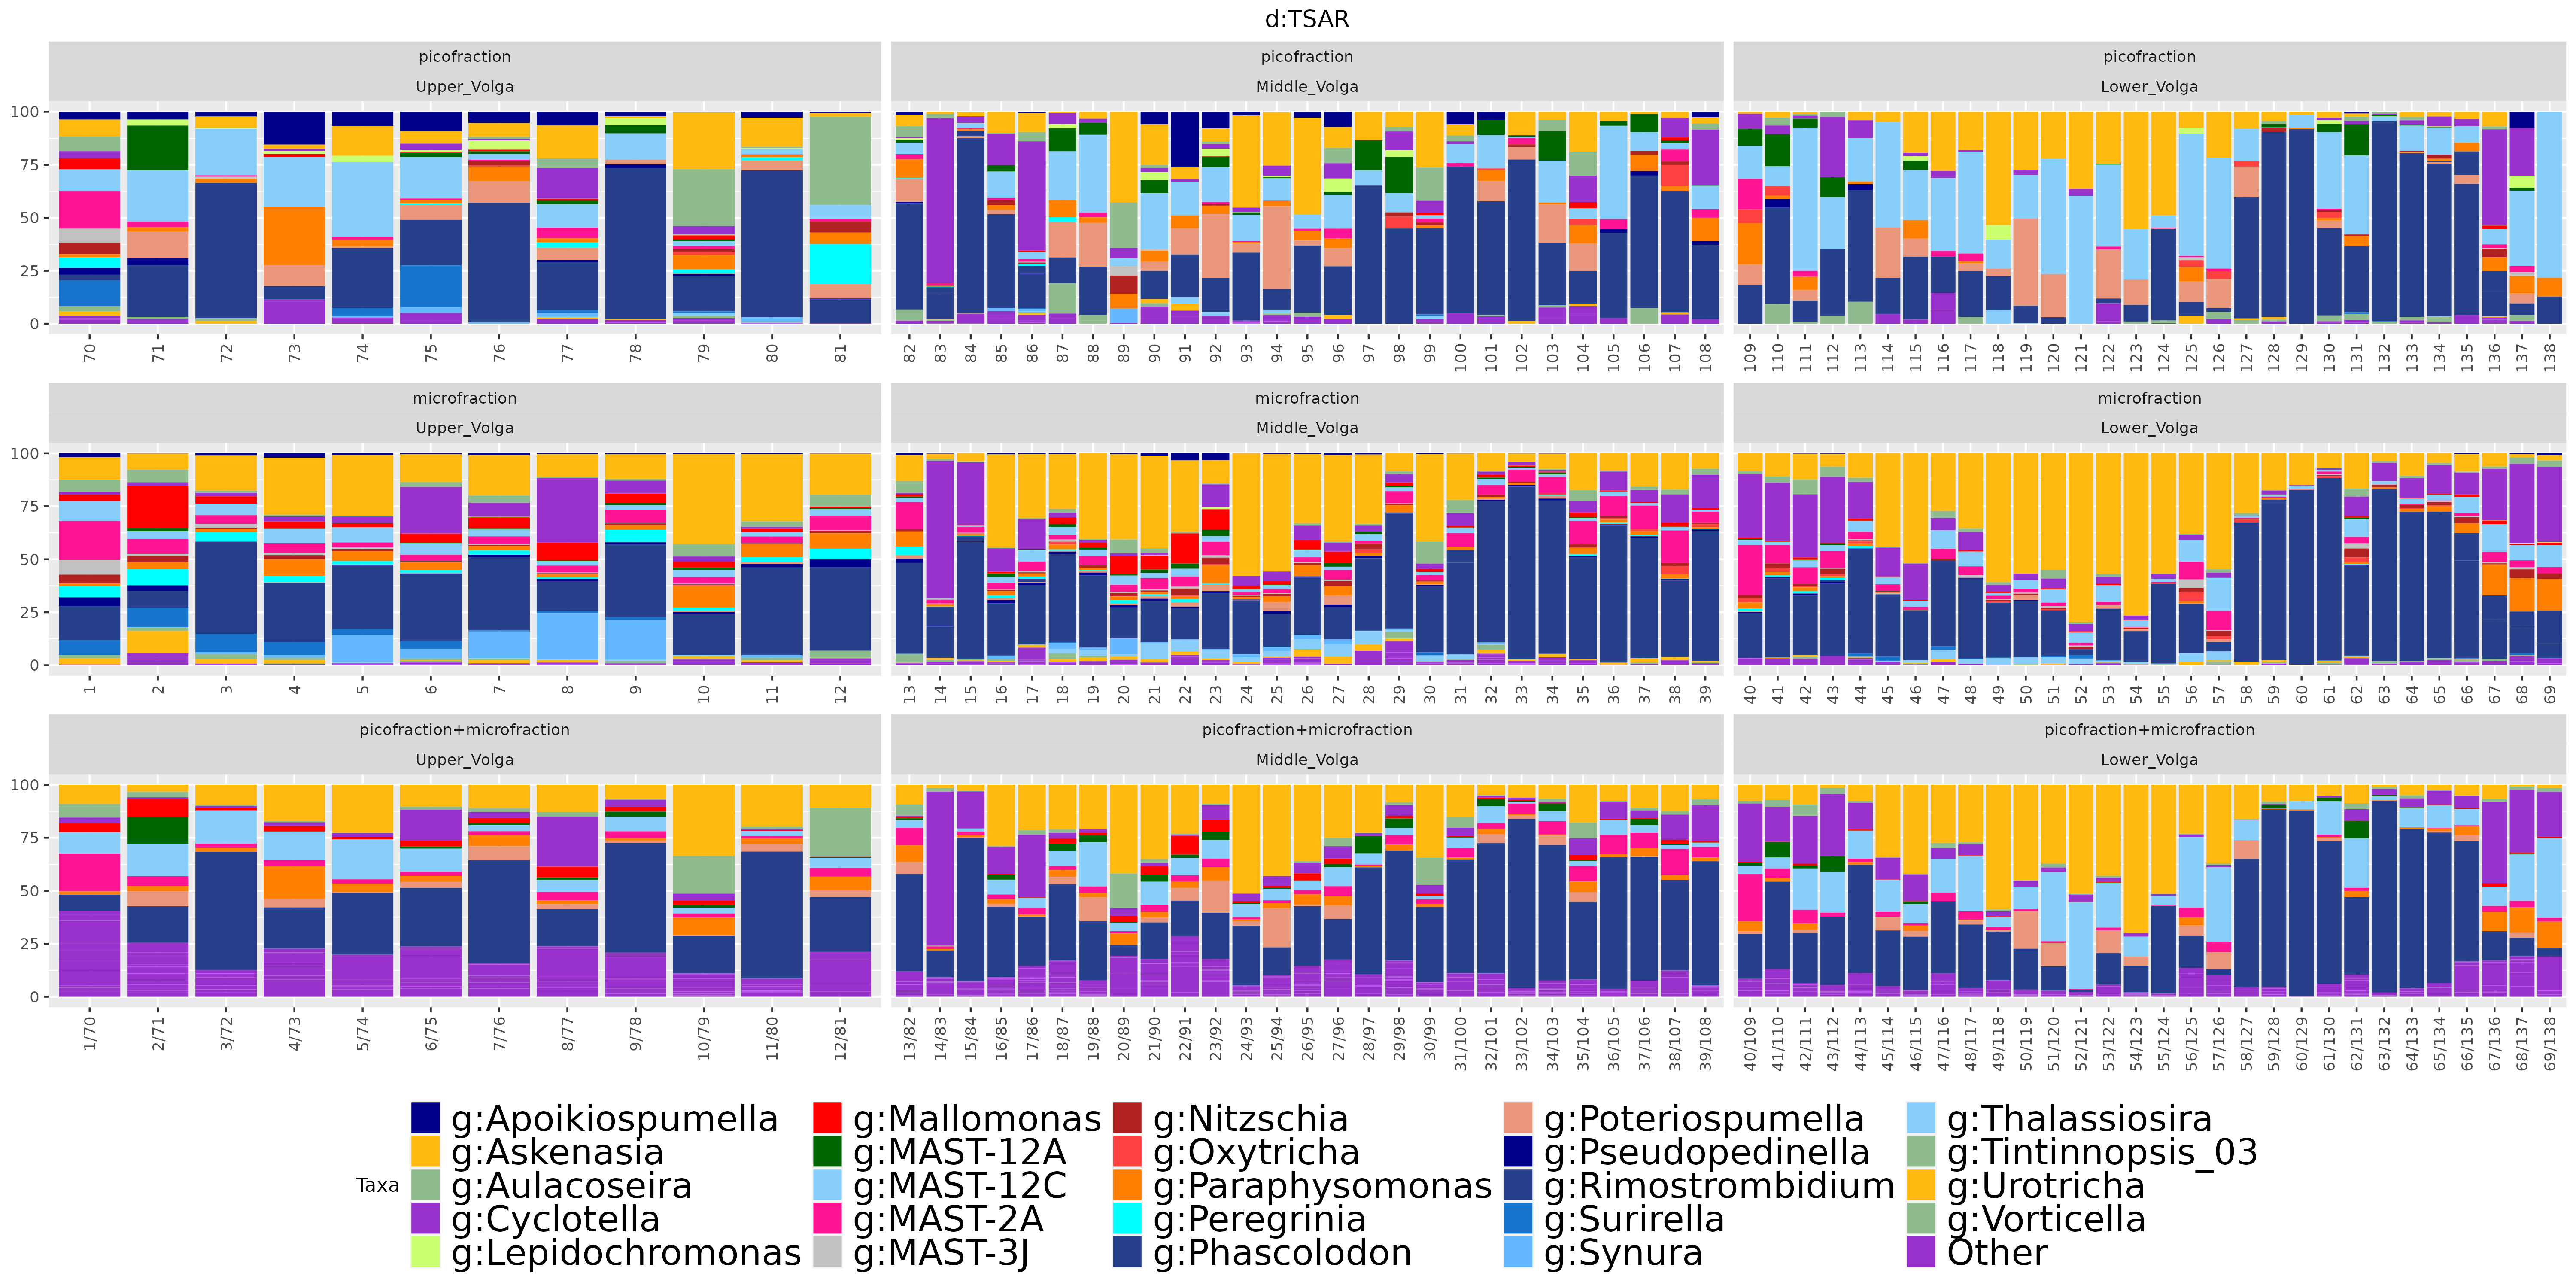 d:TSAR
picofraction picofraction picofraction
Upper_Volga Middle_Volga Lower_Volga
100
75
50
25
0
70 71 72 73 74 75 76 77 78 79 80 81 82 83 84 85 86 87 88 89 90 91 92 93 94 95 96 97 98 99 100 101 102 103 104 105 106 107 108 109 110 111 112 113 114 115 116 117 118 119 120 121 122 123 124 125 126 127 128 129 130 131 132 133 134 135 136 137 138
microfraction microfraction microfraction
Upper_Volga Middle_Volga Lower_Volga
100
75
50
25
0
1 2 3 4 5 6 7 8 9 10 11 12 13 14 15 16 17 18 19 20 21 22 23 24 25 26 27 28 29 30 31 32 33 34 35 36 37 38 39 40 41 42 43 44 45 46 47 48 49 50 51 52 53 54 55 56 57 58 59 60 61 62 63 64 65 66 67 68 69
picofraction+microfraction picofraction+microfraction picofraction+microfraction
Upper_Volga Middle_Volga Lower_Volga
100
75
50
25
0
1/70 2/71 3/72 4/73 5/74 6/75 7/76 8/77 9/78 10/79 11/80 12/81 13/82 14/83 15/84 16/85 17/86 18/87 19/88 20/89 21/90 22/91 23/92 24/93 25/94 26/95 27/96 28/97 29/98 30/99 31/100 32/101 33/102 34/103 35/104 36/105 37/106 38/107 39/108 40/109 41/110 42/111 43/112 44/113 45/114 46/115 47/116 48/117 49/118 50/119 51/120 52/121 53/122 54/123 55/124 56/125 57/126 58/127 59/128 60/129 61/130 62/131 63/132 64/133 65/134 66/135 67/136 68/137 69/138
g:Apoikiospumella g:Mallomonas g:Nitzschia g:Poteriospumella g:Thalassiosira
g:Askenasia g:MAST-12A g:Oxytricha g:Pseudopedinella g:Tintinnopsis_03
Taxa g:Aulacoseira g:MAST-12C g:Paraphysomonas g:Rimostrombidium g:Urotricha
g:Cyclotella g:MAST-2A g:Peregrinia g:Surirella g:Vorticella
g:Lepidochromonas g:MAST-3J g:Phascolodon g:Synura Other